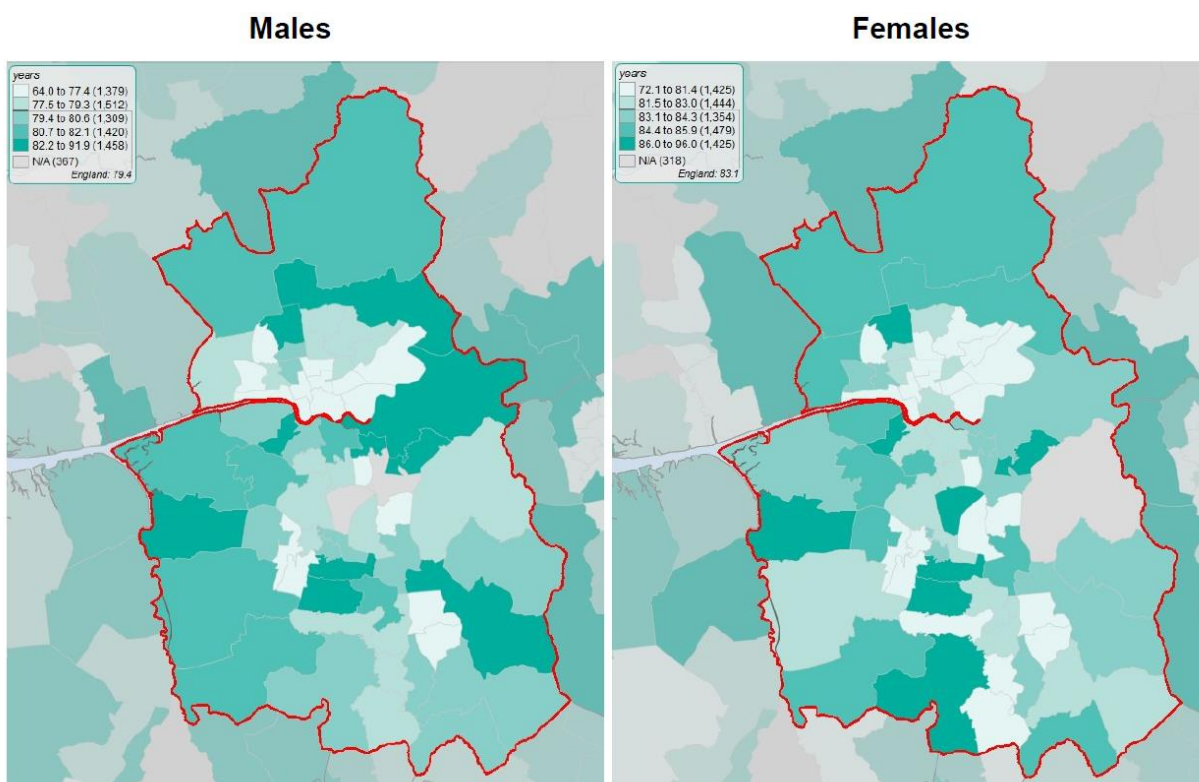 Males
Females
years
64.0 to 77.4 (1,379)
77.5 to 79.3 (1,512)
79.4 to 80.6 (1,309)
80.7 to 82.1 (1,420)
82.2 to 91.9 (1,458)
N/A (367)
England: 79.4
years
72.1 to 81.4 (1,425)
81.5 to 83.0 (1,444)
83.1 to 84.3 (1,354)
84.4 to 85.9 (1,479)
86.0 to 96.0 (1,425)
N/A (318)
England: 83.1